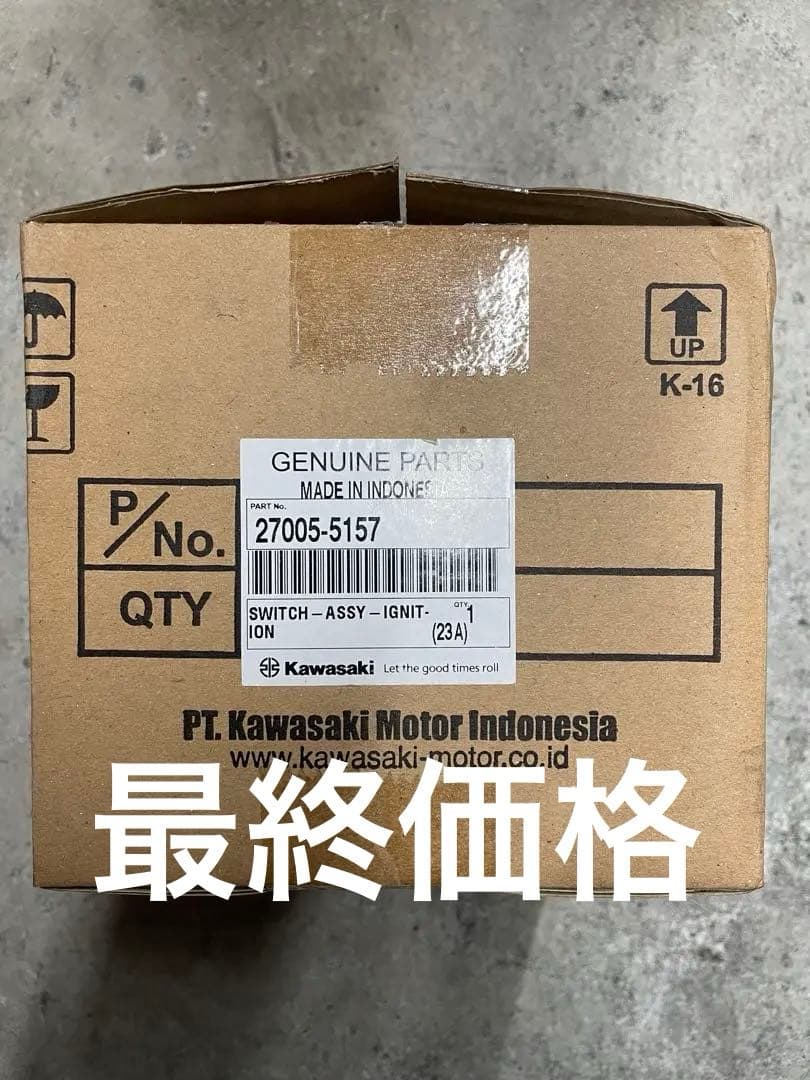 UP
K-16
GENUINE PARTS
MADE IN INDONES
P/No.
PART No.
27005-5157
QTY
SWITCH-ASSY-IGNIT-
ION
QTY 1
(23A)
Kawasaki Let the good times roll
PT. Kawasaki Motor Indonesia
www.kawasaki-motor.co.id
最終価格